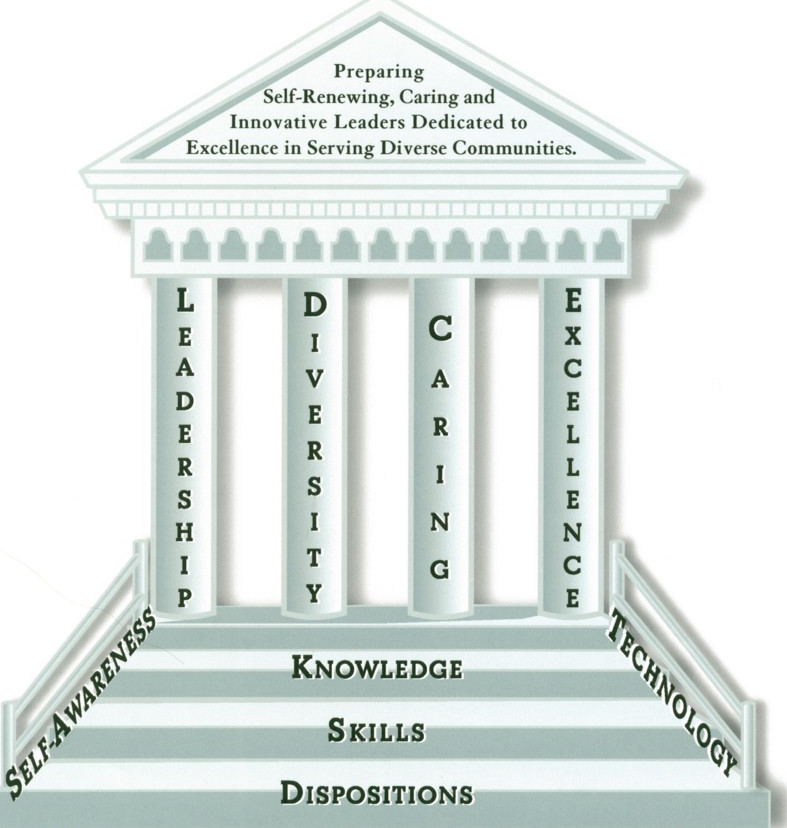 Preparing
Self-Renewing, Caring and
Innovative Leaders Dedicated to
Excellence in Serving Diverse Communities.
LEADERSHIP
DIVERSITY
CARING
EXCELLENCE
SELF-AWARENESS
TECHNOLOGY
KNOWLEDGE
SKILLS
DISPOSITIONS